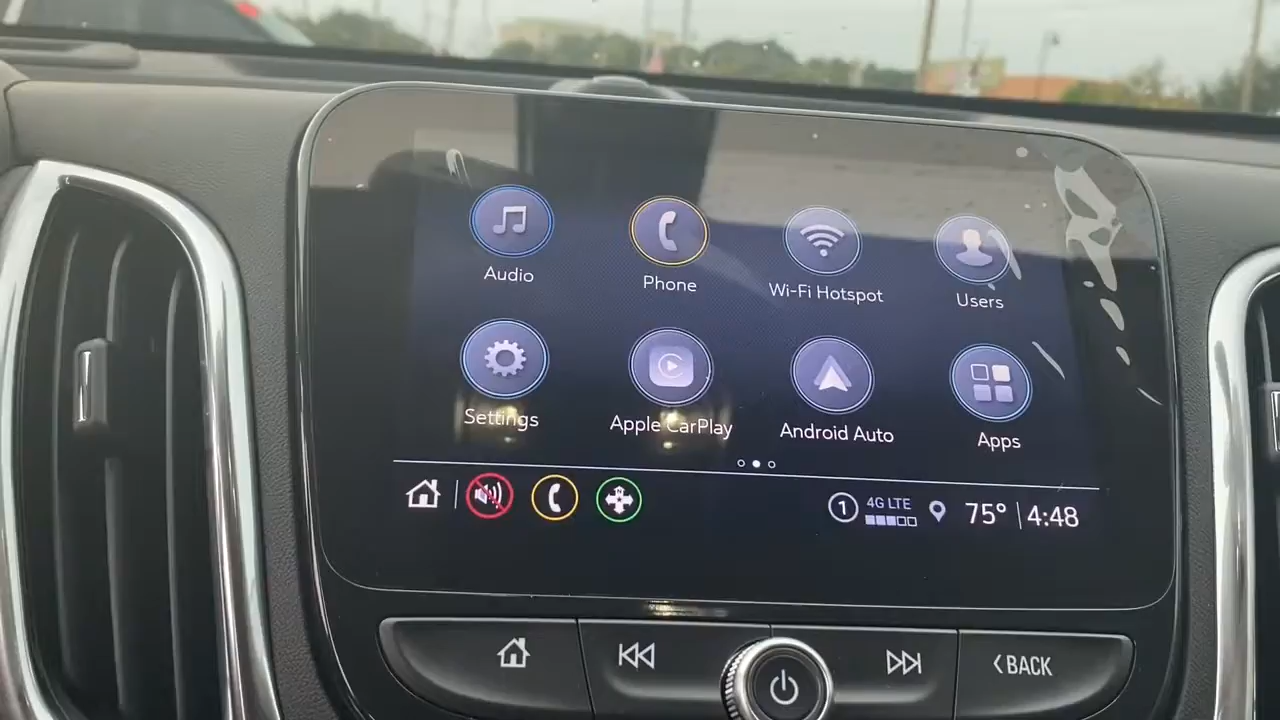 Audio
Phone
Wi-Fi Hotspot
Users
Settings
Apple CarPlay
Android Auto
Apps
1
4G LTE
75° 4:48
BACK